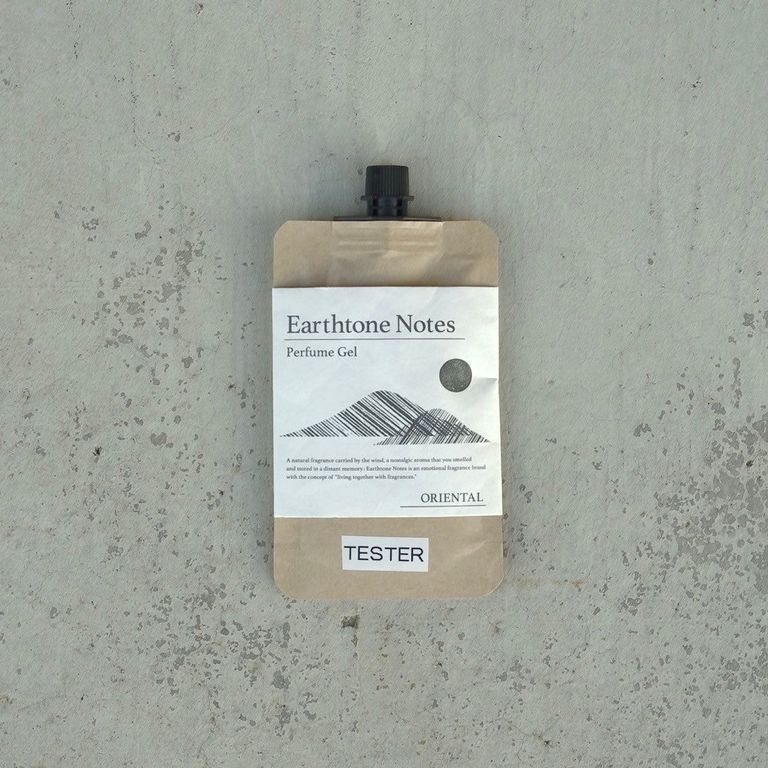 Earthtone Notes
Perfume Gel
A natural fragrance carried by the wind, a nostalgic aroma that you smelled
and stored in a distant memory: Earthtone Notes is an emotional fragrance brand
with the concept of "living together with fragrances."
ORIENTAL
TESTER